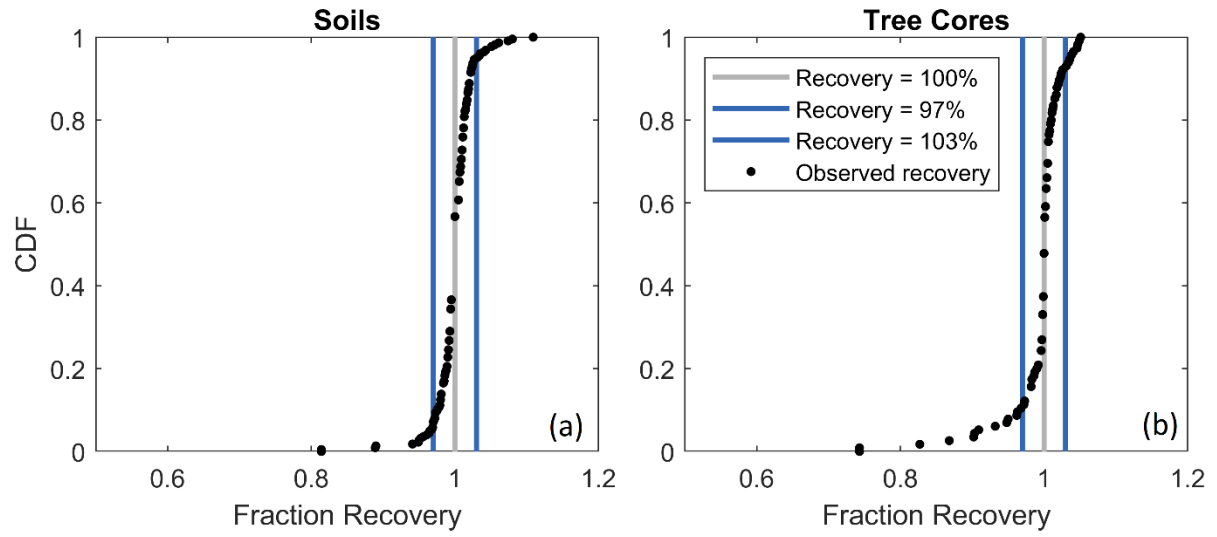 Soils
CDF
1
0.8
0.6
0.4
0.2
0
0.6
0.8
1
1.2
Fraction Recovery
(a)
Tree Cores
Recovery = 100%
Recovery = 97%
Recovery = 103%
Observed recovery
1
0.8
0.6
0.4
0.2
0
0.6
0.8
1
1.2
Fraction Recovery
(b)